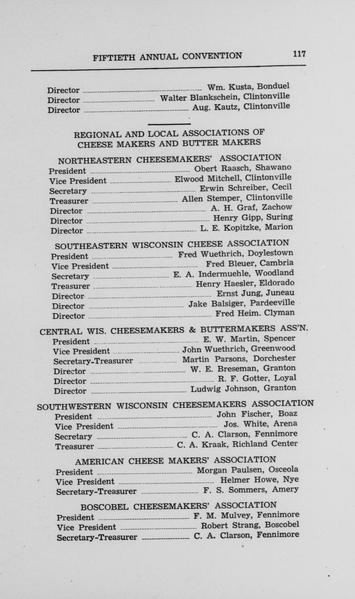 FIFTIETH ANNUAL CONVENTION 117
Director ........ Wm. Kusta, Bonduel
Director ........ Walter Blankschein, Clintonville
Director ........ Aug. Kautz, Clintonville
REGIONAL AND LOCAL ASSOCIATIONS OF
CHEESE MAKERS AND BUTTER MAKERS
NORTHEASTERN CHEESEMAKERS' ASSOCIATION
President ........ Obert Raasch, Shawano
Vice President ........ Elwood Mitchell, Clintonville
Secretary ........ Erwin Schreiber, Cecil
Treasurer ........ Allen Stemper, Clintonville
Director ........ A. H. Graf, Zachow
Director ........ Henry Gipp, Suring
Director ........ L. E. Kopitzke, Marion
SOUTHEASTERN WISCONSIN CHEESE ASSOCIATION
President ........ Fred Wuethrich, Doylestown
Vice President ........ Fred Bleuer, Cambria
Secretary ........ E. A. Indermuehle, Woodland
Treasurer ........ Henry Haesler, Eldorado
Director ........ Ernst Jung, Juneau
Director ........ Jake Balsiger, Pardeeville
Director ........ Fred Heim. Clyman
CENTRAL WIS. CHEESEMAKERS & BUTTERMAKERS ASS'N.
President ........ E. W. Martin, Spencer
Vice President ........ John Wuethrich, Greenwood
Secretary-Treasurer ........ Martin Parsons, Dorchester
Director ........ W. E. Breseman, Granton
Director ........ R. F. Gotter, Loyal
Director ........ Ludwig Johnson, Granton
SOUTHWESTERN WISCONSIN CHEESEMAKERS ASSOCIATION
President ........ John Fischer, Boaz
Vice President ........ Jos. White, Arena
Secretary ........ C. A. Clarson, Fennimore
Treasurer ........ C. A. Kraak, Richland Center
AMERICAN CHEESE MAKERS' ASSOCIATION
President ........ Morgan Paulsen, Osceola
Vice President ........ Helmer Howe, Nye
Secretary-Treasurer ........ F. S. Sommers, Amery
BOSCOBEL CHEESEMAKERS' ASSOCIATION
President ........ F. M. Mulvey, Fennimore
Vice President ........ Robert Strang, Boscobel
Secretary-Treasurer ........ C. A. Clarson, Fennimore